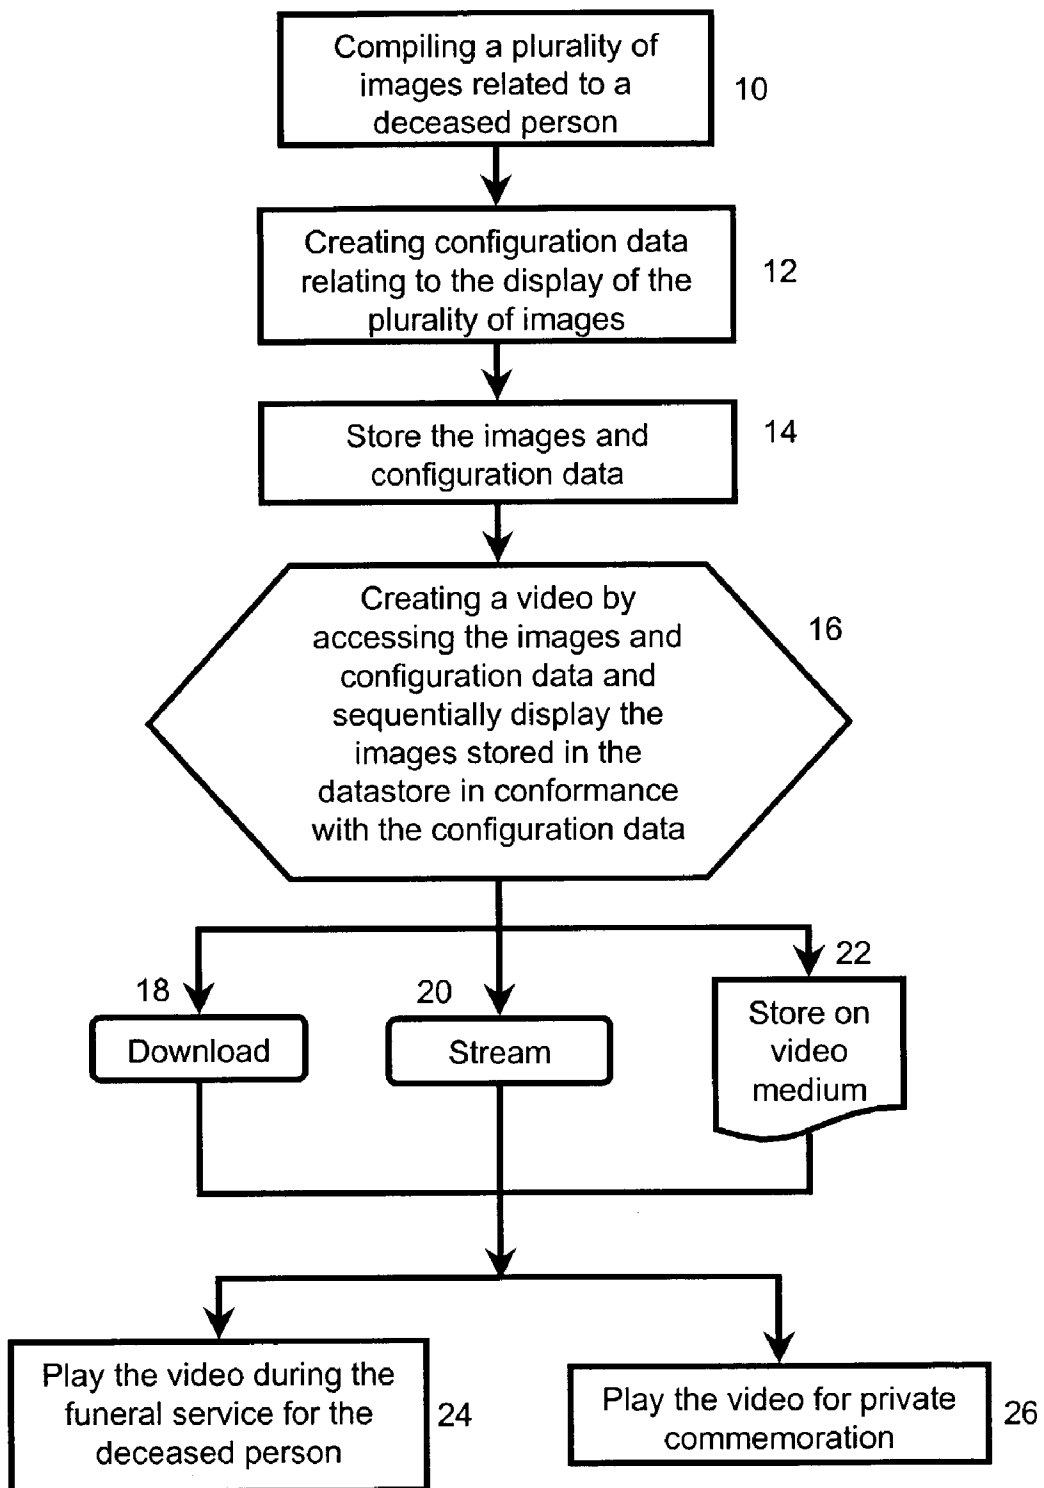 Compiling a plurality of
images related to a
deceased person
10
Creating configuration data
relating to the display of the
plurality of images
12
Store the images and
configuration data
14
Creating a video by
accessing the images and
configuration data and
sequentially display the
images stored in the
datastore in conformance
with the configuration data
16
18
Download
20
Stream
22
Store on
video
medium
Play the video during the
funeral service for the
deceased person
24
Play the video for private
commemoration
26